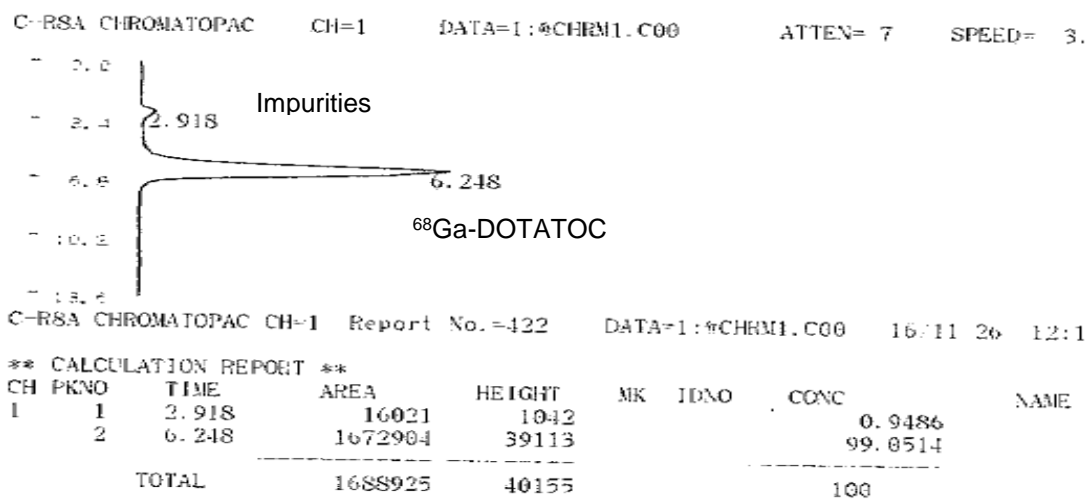 C-R8A CHROMATOPAC CH=1 DATA=1:@CHRM1.C00 ATTEN= 7 SPEED= 3.
Impurities
2.918
6.248
68Ga-DOTATOC
10.2
C-R8A CHROMATOPAC CH=1 Report No.=422 DATA=1:@CHRM1.C00 16/11 26 12:1
** CALCULATION REPORT **
CH PKNO TIME AREA HEIGHT MK IDNO CONC NAME
1 1 2.918 16021 1042 0.9486
2 6.248 1672904 39113 99.0514
TOTAL 1688925 40155 100